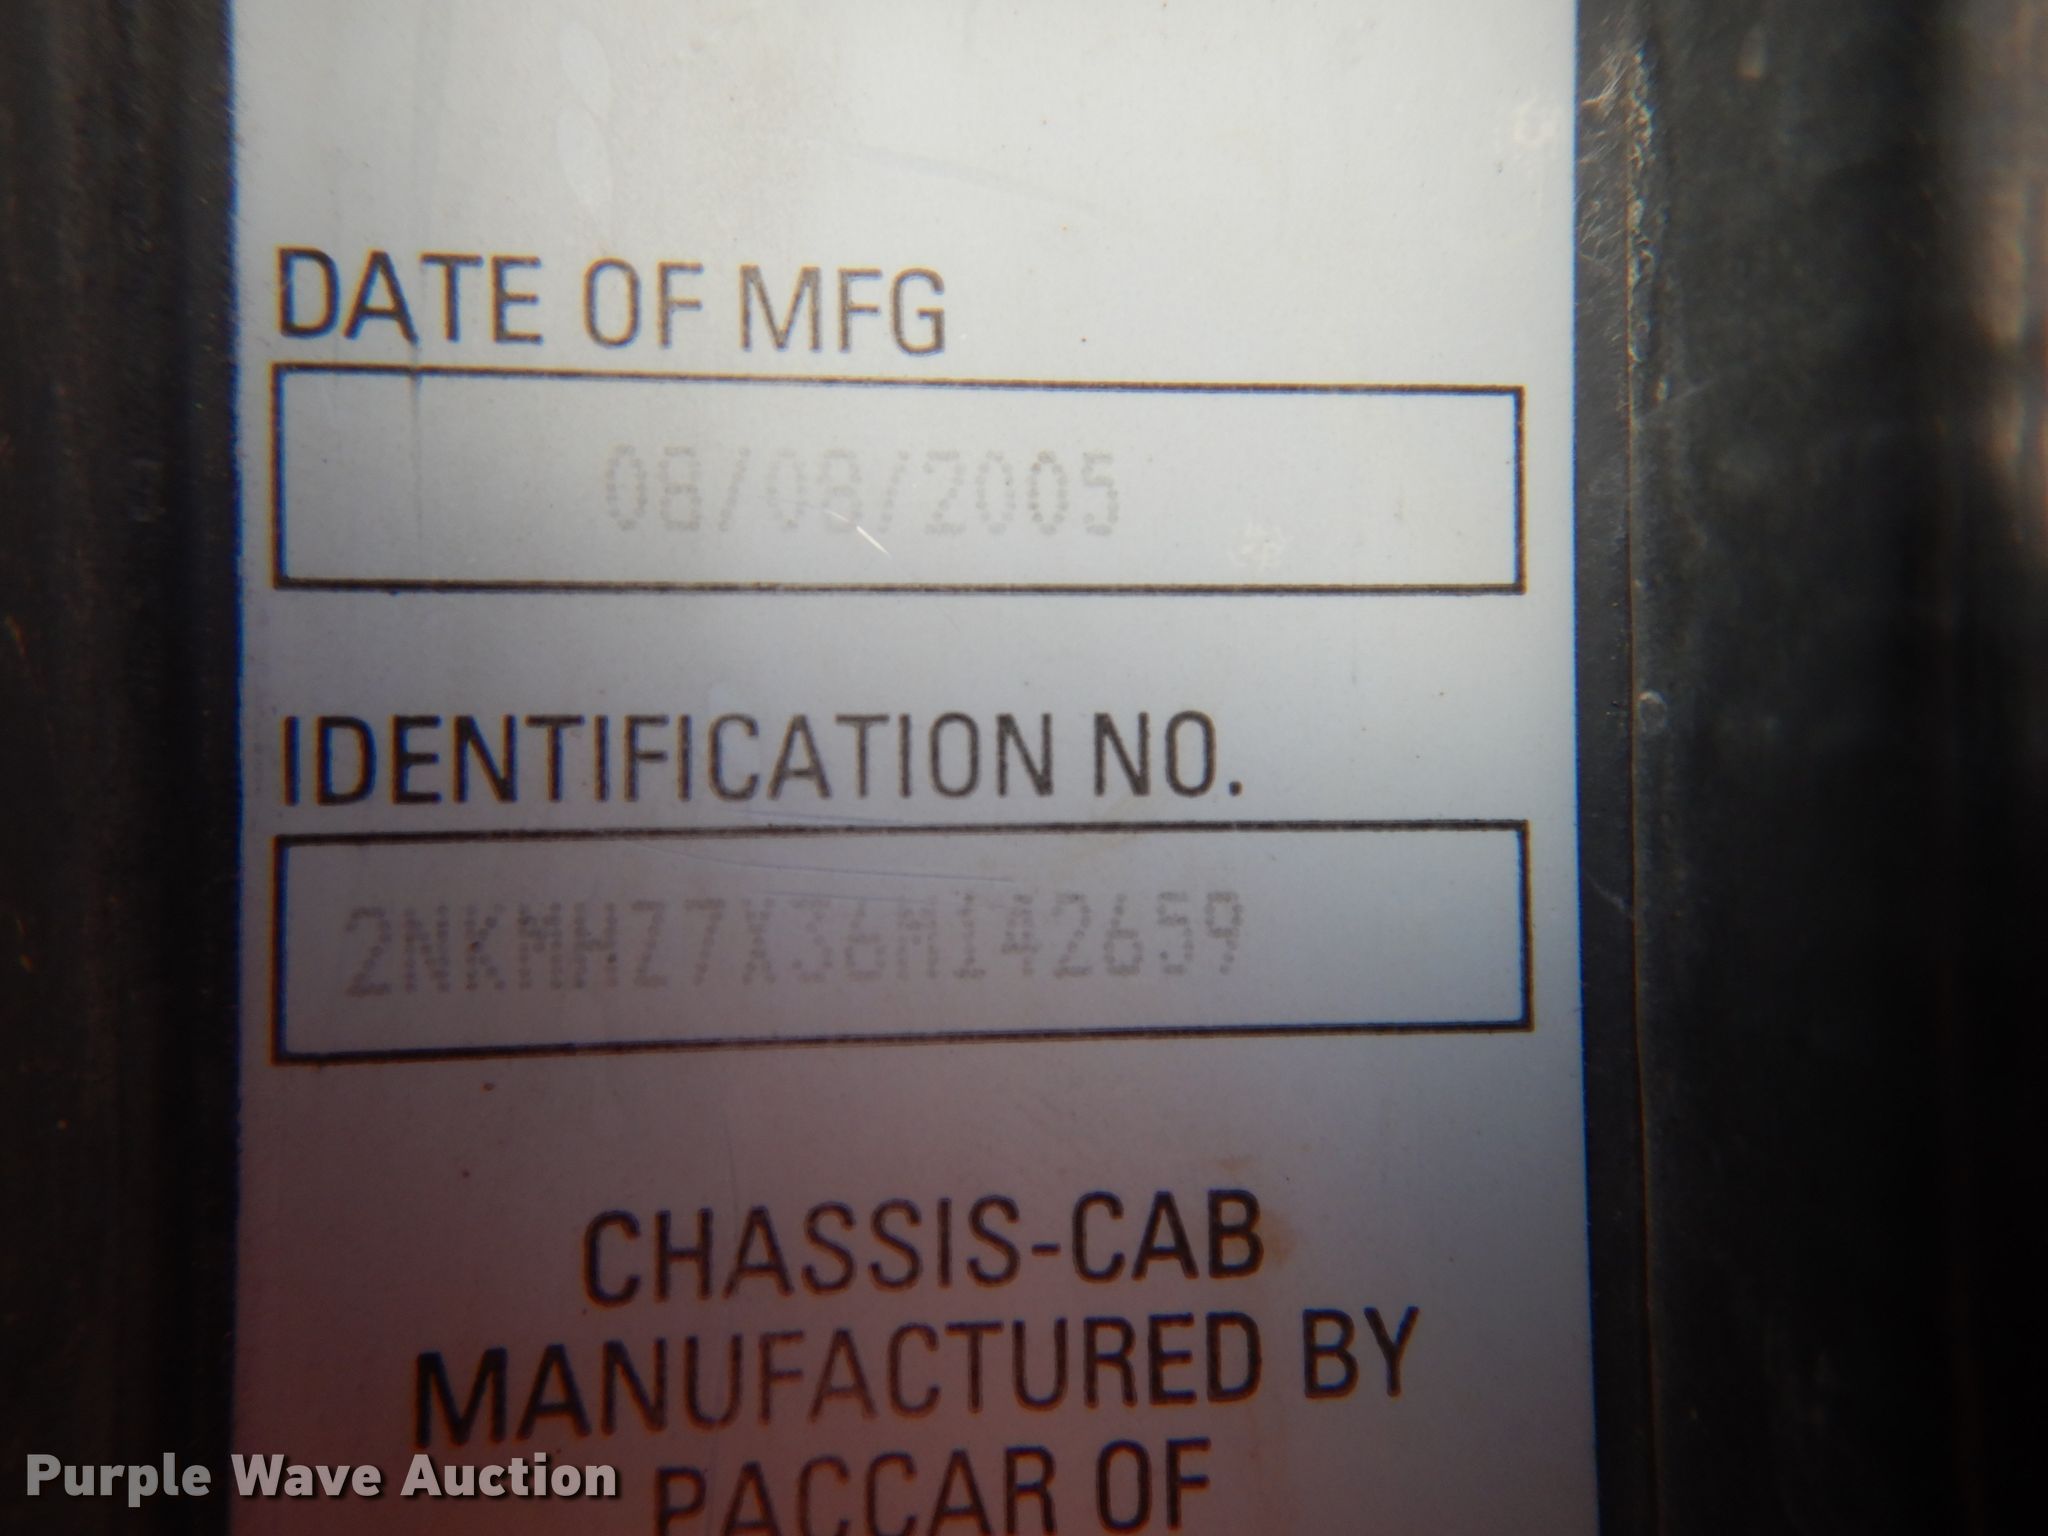 DATE OF MFG
08/08/2005
IDENTIFICATION NO.
2NKMHZ7X36M142659
CHASSIS-CAB
MANUFACTURED BY
PACCAR OF
Purple Wave Auction